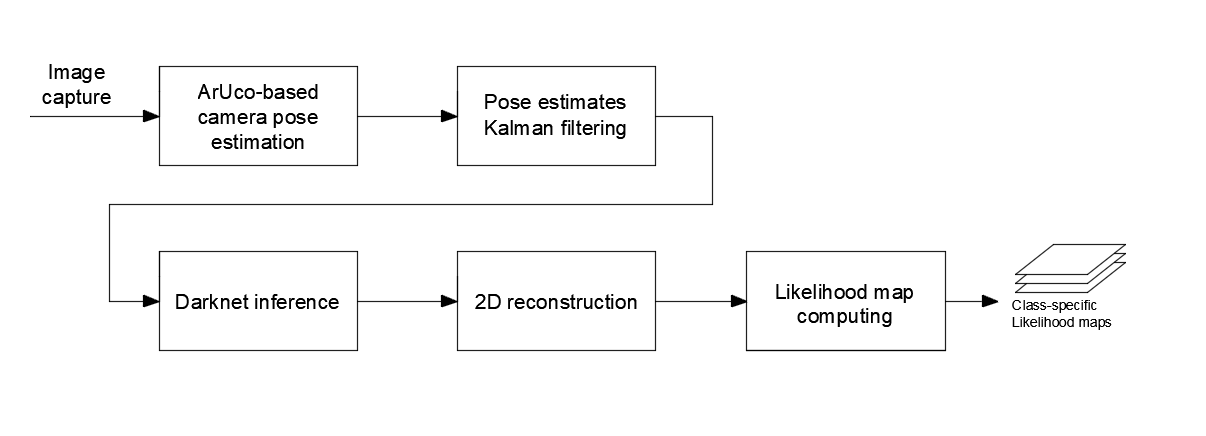 Image
capture
ArUco-based
camera pose
estimation
Pose estimates
Kalman filtering
Darknet inference
2D reconstruction
Likelihood map
computing
Class-specific
Likelihood maps